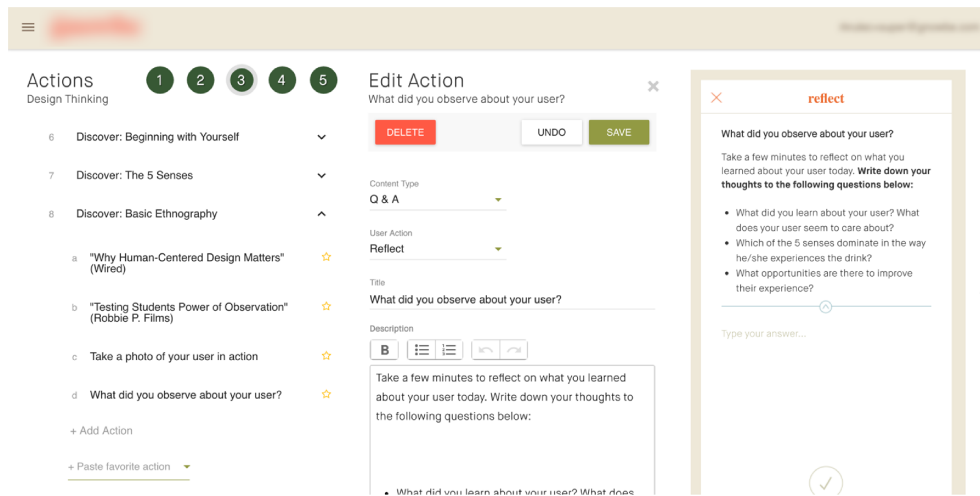 Actions
Design Thinking
1 2 3 4 5
6 Discover: Beginning with Yourself
7 Discover: The 5 Senses
8 Discover: Basic Ethnography
a "Why Human-Centered Design Matters"
(Wired)
b "Testing Students Power of Observation"
(Robbie P. Films)
c Take a photo of your user in action
d What did you observe about your user?
+ Add Action
+ Paste favorite action
Edit Action
What did you observe about your user?
DELETE UNDO SAVE
Content Type
Q & A
User Action
Reflect
Title
What did you observe about your user?
Description
B
Take a few minutes to reflect on what you learned
about your user today. Write down your thoughts to
the following questions below:
• What did you learn about your user? What does
reflect
What did you observe about your user?
Take a few minutes to reflect on what you
learned about your user today. Write down your
thoughts to the following questions below:
• What did you learn about your user? What
does your user seem to care about?
• Which of the 5 senses dominate in the way
he/she experiences the drink?
• What opportunities are there to improve
their experience?
Type your answer...